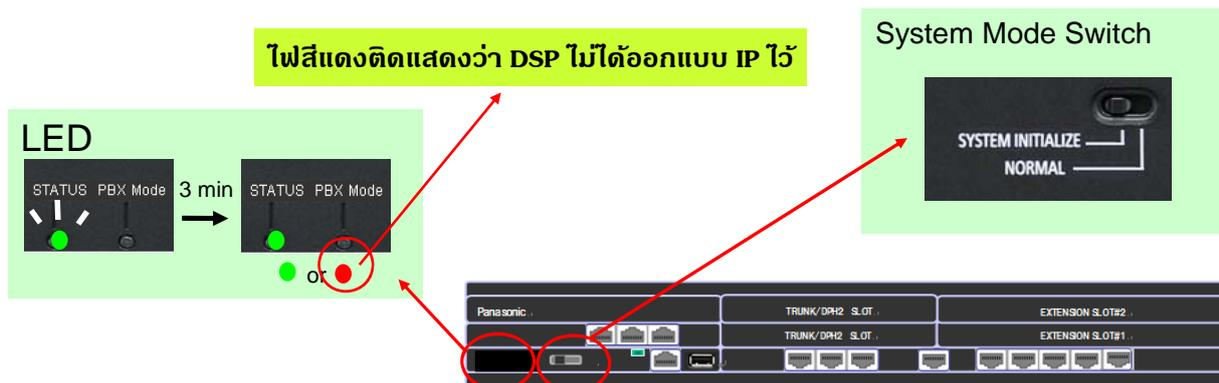 System Mode Switch
ไฟสีแดงติดแสดงว่า DSP ไม่ได้ออกแบบ IP ไว้
LED
STATUS PBX Mode
3 min
STATUS PBX Mode
or
SYSTEM INITIALIZE
NORMAL
Panasonic
TRUNK/DPH2 SLOT
EXTENSION SLOT#2
TRUNK/DPH2 SLOT
EXTENSION SLOT#1